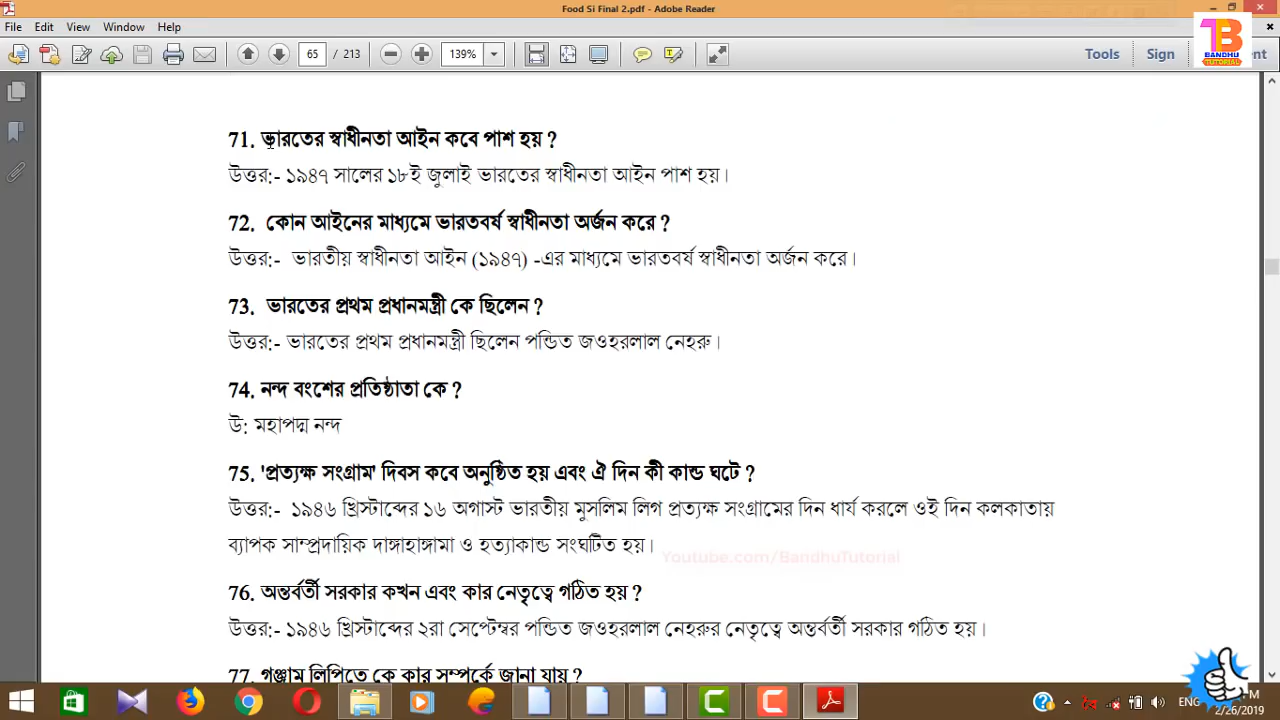 Food Si Final 2.pdf - Adobe Reader
File Edit View Window Help
65 / 213 139% Tools Sign
BANDHU
TUTORIAL
71. ভারতের স্বাধীনতা আইন কবে পাশ হয় ?
উত্তর:- ১৯৪৭ সালের ১৮ই জুলাই ভারতের স্বাধীনতা আইন পাশ হয়।
72. কোন আইনের মাধ্যমে ভারতবর্ষ স্বাধীনতা অর্জন করে ?
উত্তর:- ভারতীয় স্বাধীনতা আইন (১৯৪৭) -এর মাধ্যমে ভারতবর্ষ স্বাধীনতা অর্জন করে।
73. ভারতের প্রথম প্রধানমন্ত্রী কে ছিলেন ?
উত্তর:- ভারতের প্রথম প্রধানমন্ত্রী ছিলেন পন্ডিত জওহরলাল নেহরু।
74. নন্দ বংশের প্রতিষ্ঠাতা কে ?
উ: মহাপদ্ম নন্দ
75. 'প্রত্যক্ষ সংগ্রাম' দিবস কবে অনুষ্ঠিত হয় এবং ঐ দিন কী কান্ড ঘটে ?
উত্তর:- ১৯৪৬ খ্রিস্টাব্দের ১৬ অগাস্ট ভারতীয় মুসলিম লিগ প্রত্যক্ষ সংগ্রামের দিন ধার্য করলে ওই দিন কলকাতায়
ব্যাপক সাম্প্রদায়িক দাঙ্গাহাঙ্গামা ও হত্যাকান্ড সংঘটিত হয়।
Youtube.com/BandhuTutorial
76. অন্তর্বর্তী সরকার কখন এবং কার নেতৃত্বে গঠিত হয় ?
উত্তর:- ১৯৪৬ খ্রিস্টাব্দের ২রা সেপ্টেম্বর পন্ডিত জওহরলাল নেহরুর নেতৃত্বে অন্তর্বর্তী সরকার গঠিত হয়।
77. গঞ্জাম লিপিতে কে কার সম্পর্কে জানা যায় ?
ENG
2/26/2019